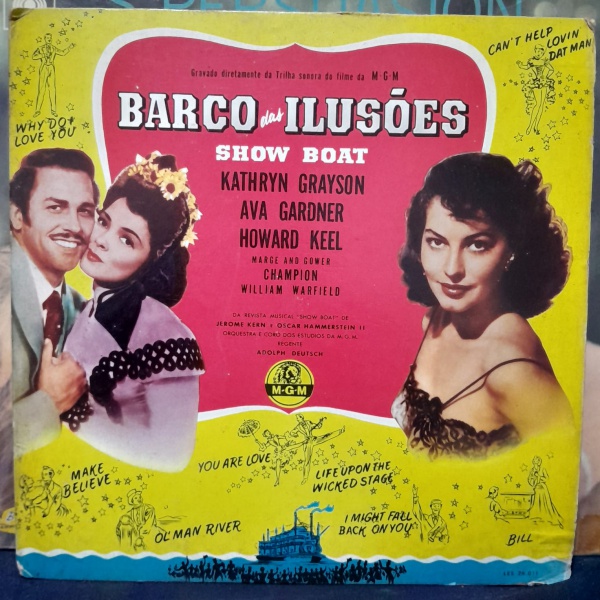 CAN'T HELP
LOVIN
DAT MAN
WHY DO I
LOVE YOU
Gravado diretamente da Trilha sonora do filme da M-G-M
BARCO das ILUSÕES
SHOW BOAT
KATHRYN GRAYSON
AVA GARDNER
HOWARD KEEL
MARGE AND GOWER
CHAMPION
WILLIAM WARFIELD
DA REVISTA MUSICAL "SHOW BOAT" DE
JEROME KERN e OSCAR HAMMERSTEIN II
ORQUESTRA E CORO DOS ESTUDIOS DA M.G.M.
REGENTE
ADOLPH DEUTSCH
M-G-M
MAKE
BELIEVE
YOU ARE LOVE
LIFE UPON THE
WICKED STAGE
OL'MAN RIVER
I MIGHT FALL
BACK ON YOU
BILL